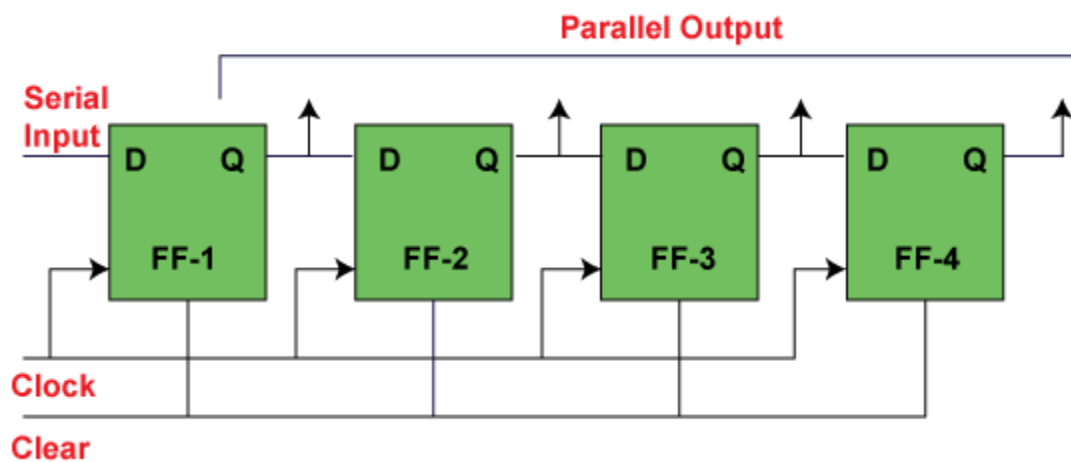 Parallel Output
Serial
Input
D Q D Q D Q D Q
FF-1 FF-2 FF-3 FF-4
Clock
Clear